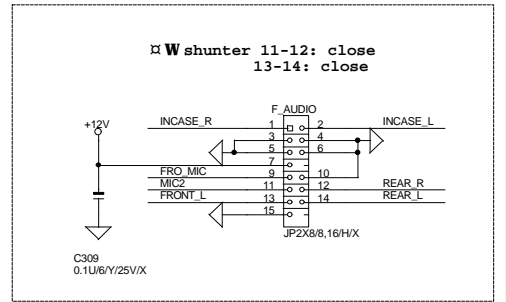 ¤W shunter 11-12: close
13-14: close
F_AUDIO
+12V
INCASE_R 1 2 INCASE_L
3 4
5 6
7
FRO_MIC 9 10
MIC2 11 12 REAR_R
FRONT_L 13 14 REAR_L
15
JP2X8/8,16/H/X
C309
0.1U/6/Y/25V/X